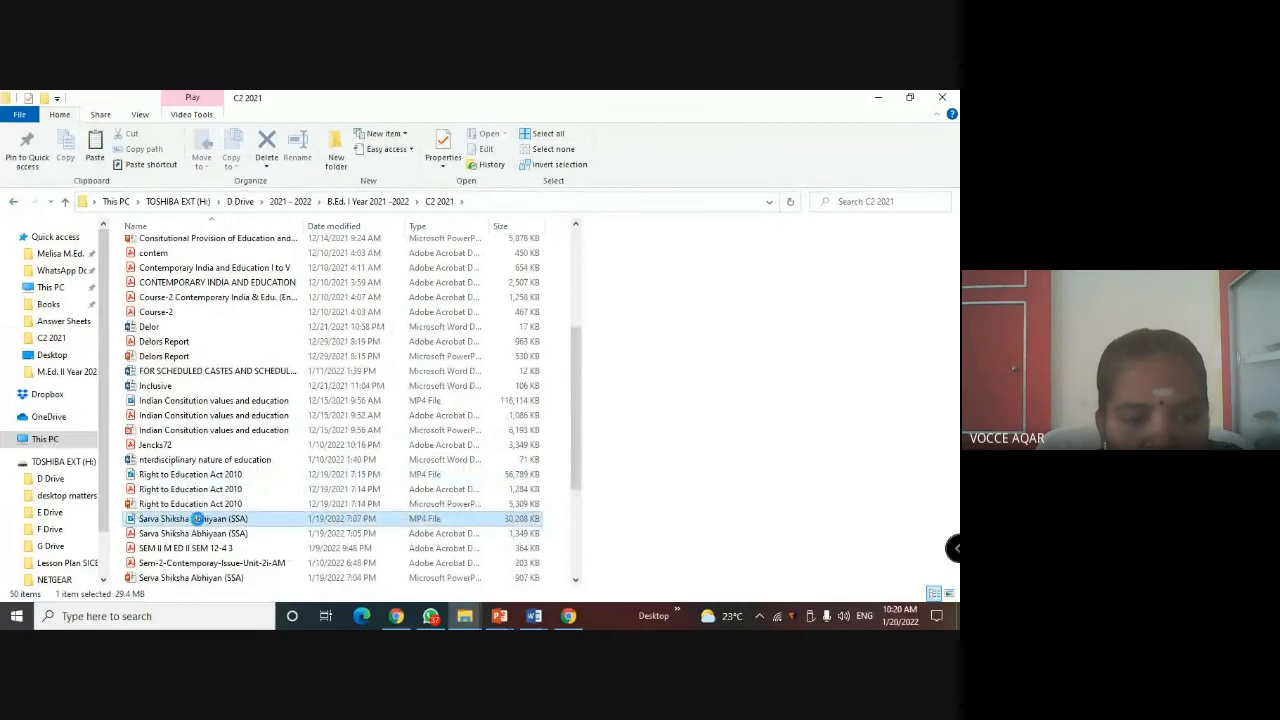 Play
C2 2021
File
Home
Share
View
Video Tools
Pin to Quick access
Copy
Paste
Cut
Copy path
Paste shortcut
Move to
Copy to
Delete
Rename
New folder
New item
Easy access
Properties
Open
Edit
History
Select all
Select none
Invert selection
Clipboard
Organize
New
Open
Select
This PC
TOSHIBA EXT (H:)
D Drive
2021 - 2022
B.Ed. I Year 2021 -2022
C2 2021
Search C2 2021
Name Date modified Type Size
Consitutional Provision of Education and... 12/14/2021 9:24 AM Microsoft PowerP... 5,878 KB
contem 12/10/2021 4:03 AM Adobe Acrobat D... 450 KB
Contemporary India and Education I to V 12/10/2021 4:11 AM Adobe Acrobat D... 654 KB
CONTEMPORARY INDIA AND EDUCATION 12/10/2021 3:59 AM Adobe Acrobat D... 2,507 KB
Course-2 Contemporary India & Edu. (En... 12/10/2021 4:07 AM Adobe Acrobat D... 1,258 KB
Course-2 12/10/2021 4:03 AM Adobe Acrobat D... 467 KB
Delor 12/21/2021 10:58 PM Microsoft Word D... 17 KB
Delors Report 12/29/2021 8:19 PM Adobe Acrobat D... 963 KB
Delors Report 12/29/2021 8:15 PM Microsoft PowerP... 530 KB
FOR SCHEDULED CASTES AND SCHEDUL... 1/11/2022 1:39 PM Microsoft Word D... 12 KB
Inclusive 12/21/2021 11:04 PM Microsoft Word D... 106 KB
Indian Consitution values and education 12/15/2021 9:56 AM MP4 File 116,114 KB
Indian Consitution values and education 12/15/2021 9:52 AM Adobe Acrobat D... 1,086 KB
Indian Consitution values and education 12/15/2021 9:56 AM Microsoft PowerP... 6,193 KB
Jencks72 1/10/2022 10:16 PM Adobe Acrobat D... 3,349 KB
nterdisciplinary nature of education 1/10/2022 1:40 PM Microsoft Word D... 71 KB
Right to Education Act 2010 12/19/2021 7:15 PM MP4 File 56,789 KB
Right to Education Act 2010 12/19/2021 7:14 PM Adobe Acrobat D... 1,284 KB
Right to Education Act 2010 12/19/2021 7:14 PM Microsoft PowerP... 5,309 KB
Sarva Shiksha Abhiyaan (SSA) 1/19/2022 7:07 PM MP4 File 30,208 KB
Sarva Shiksha Abhiyaan (SSA) 1/19/2022 7:05 PM Adobe Acrobat D... 1,349 KB
SEM II M ED II SEM 12-4 3 1/9/2022 9:48 PM Adobe Acrobat D... 364 KB
Sem-2-Contemporay-Issue-Unit-2i-AM 1/10/2022 6:48 PM Adobe Acrobat D... 203 KB
Serva Shiksha Abhiyan (SSA) 1/19/2022 7:04 PM Microsoft PowerP... 907 KB
Quick access
Melisa M.Ed.
WhatsApp Dc
This PC
Books
Answer Sheets
C2 2021
Desktop
M.Ed. II Year 202
Dropbox
OneDrive
This PC
TOSHIBA EXT (H:)
D Drive
desktop matters
E Drive
F Drive
G Drive
Lesson Plan SICE
NETGEAR
50 items 1 item selected 29.4 MB
Type here to search
37
Desktop
23°C
ENG
10:20 AM
1/20/2022
VOCCE AQAR